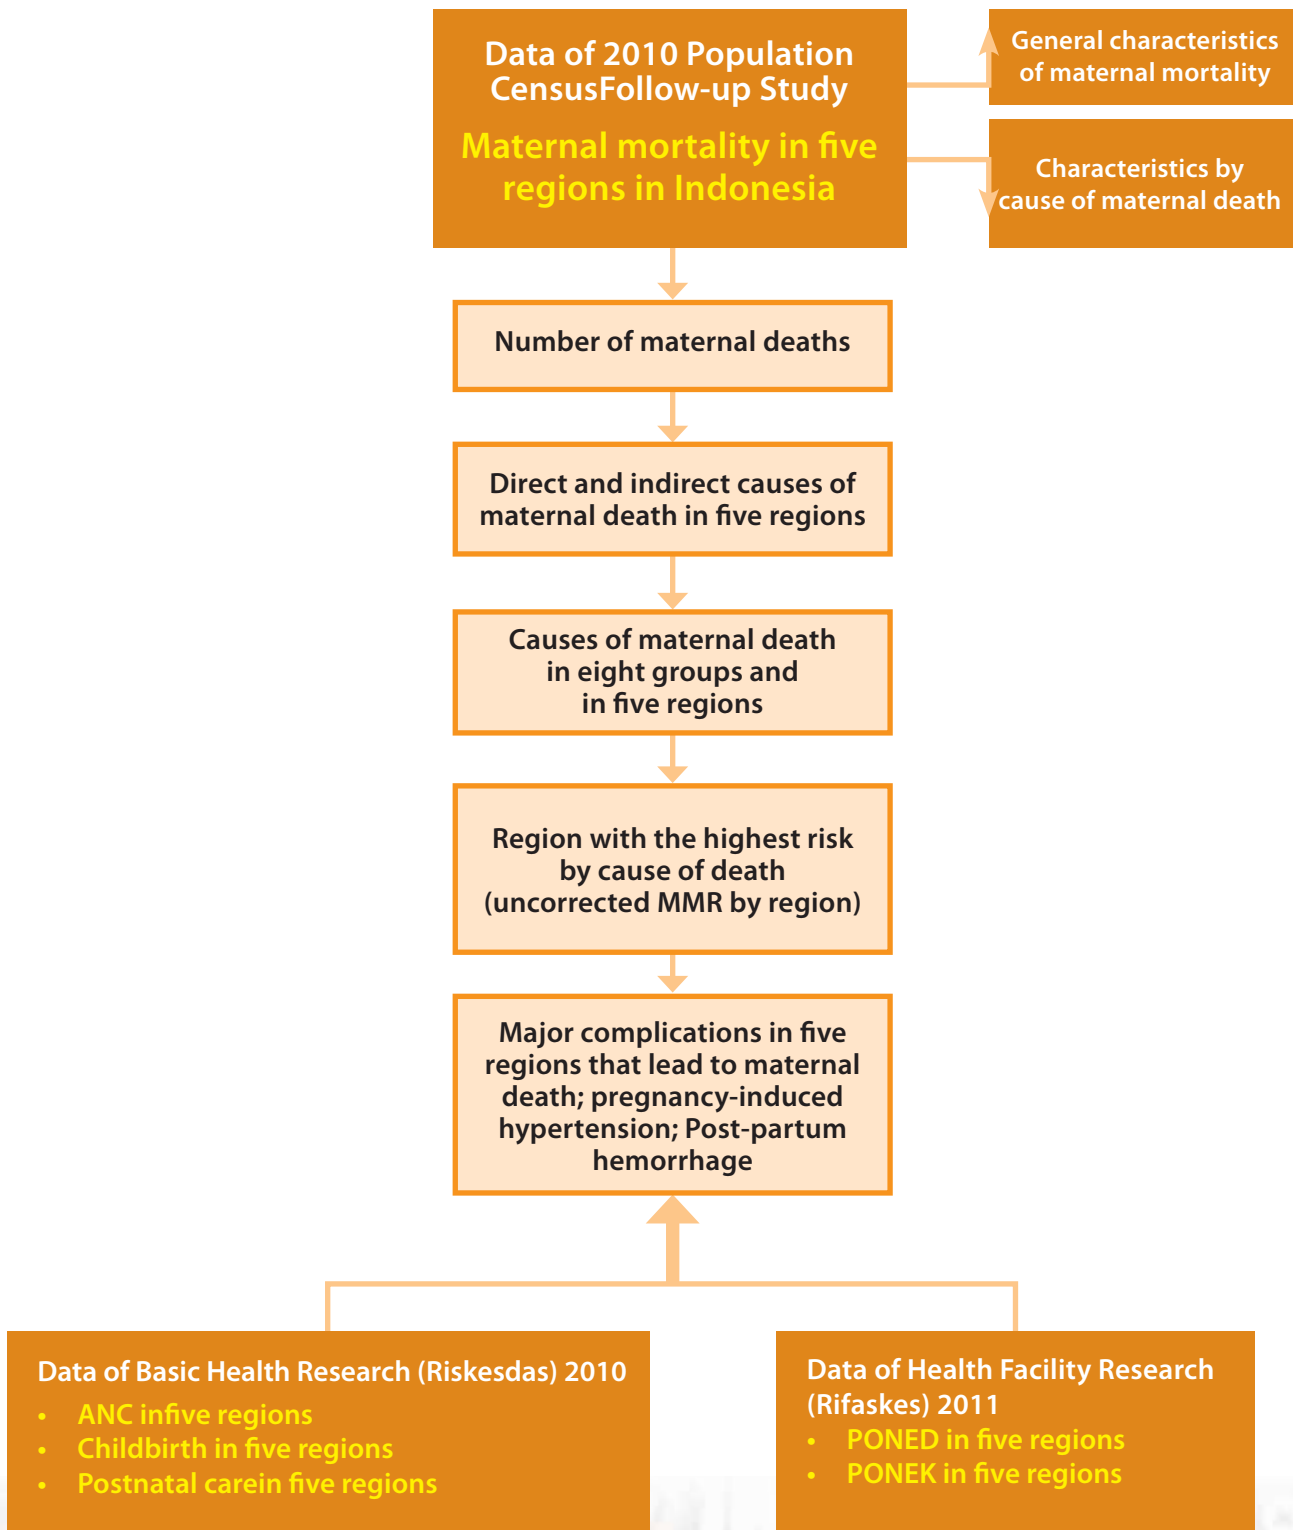 Data of 2010 Population
CensusFollow-up Study
Maternal mortality in five
regions in Indonesia
General characteristics
of maternal mortality
Characteristics by
cause of maternal death
Number of maternal deaths
Direct and indirect causes of
maternal death in five regions
Causes of maternal death
in eight groups and
in five regions
Region with the highest risk
by cause of death
(uncorrected MMR by region)
Major complications in five
regions that lead to maternal
death; pregnancy-induced
hypertension; Post-partum
hemorrhage
Data of Basic Health Research (Riskesdas) 2010
• ANC infive regions
• Childbirth in five regions
• Postnatal carein five regions
Data of Health Facility Research
(Rifaskes) 2011
• PONED in five regions
• PONEK in five regions